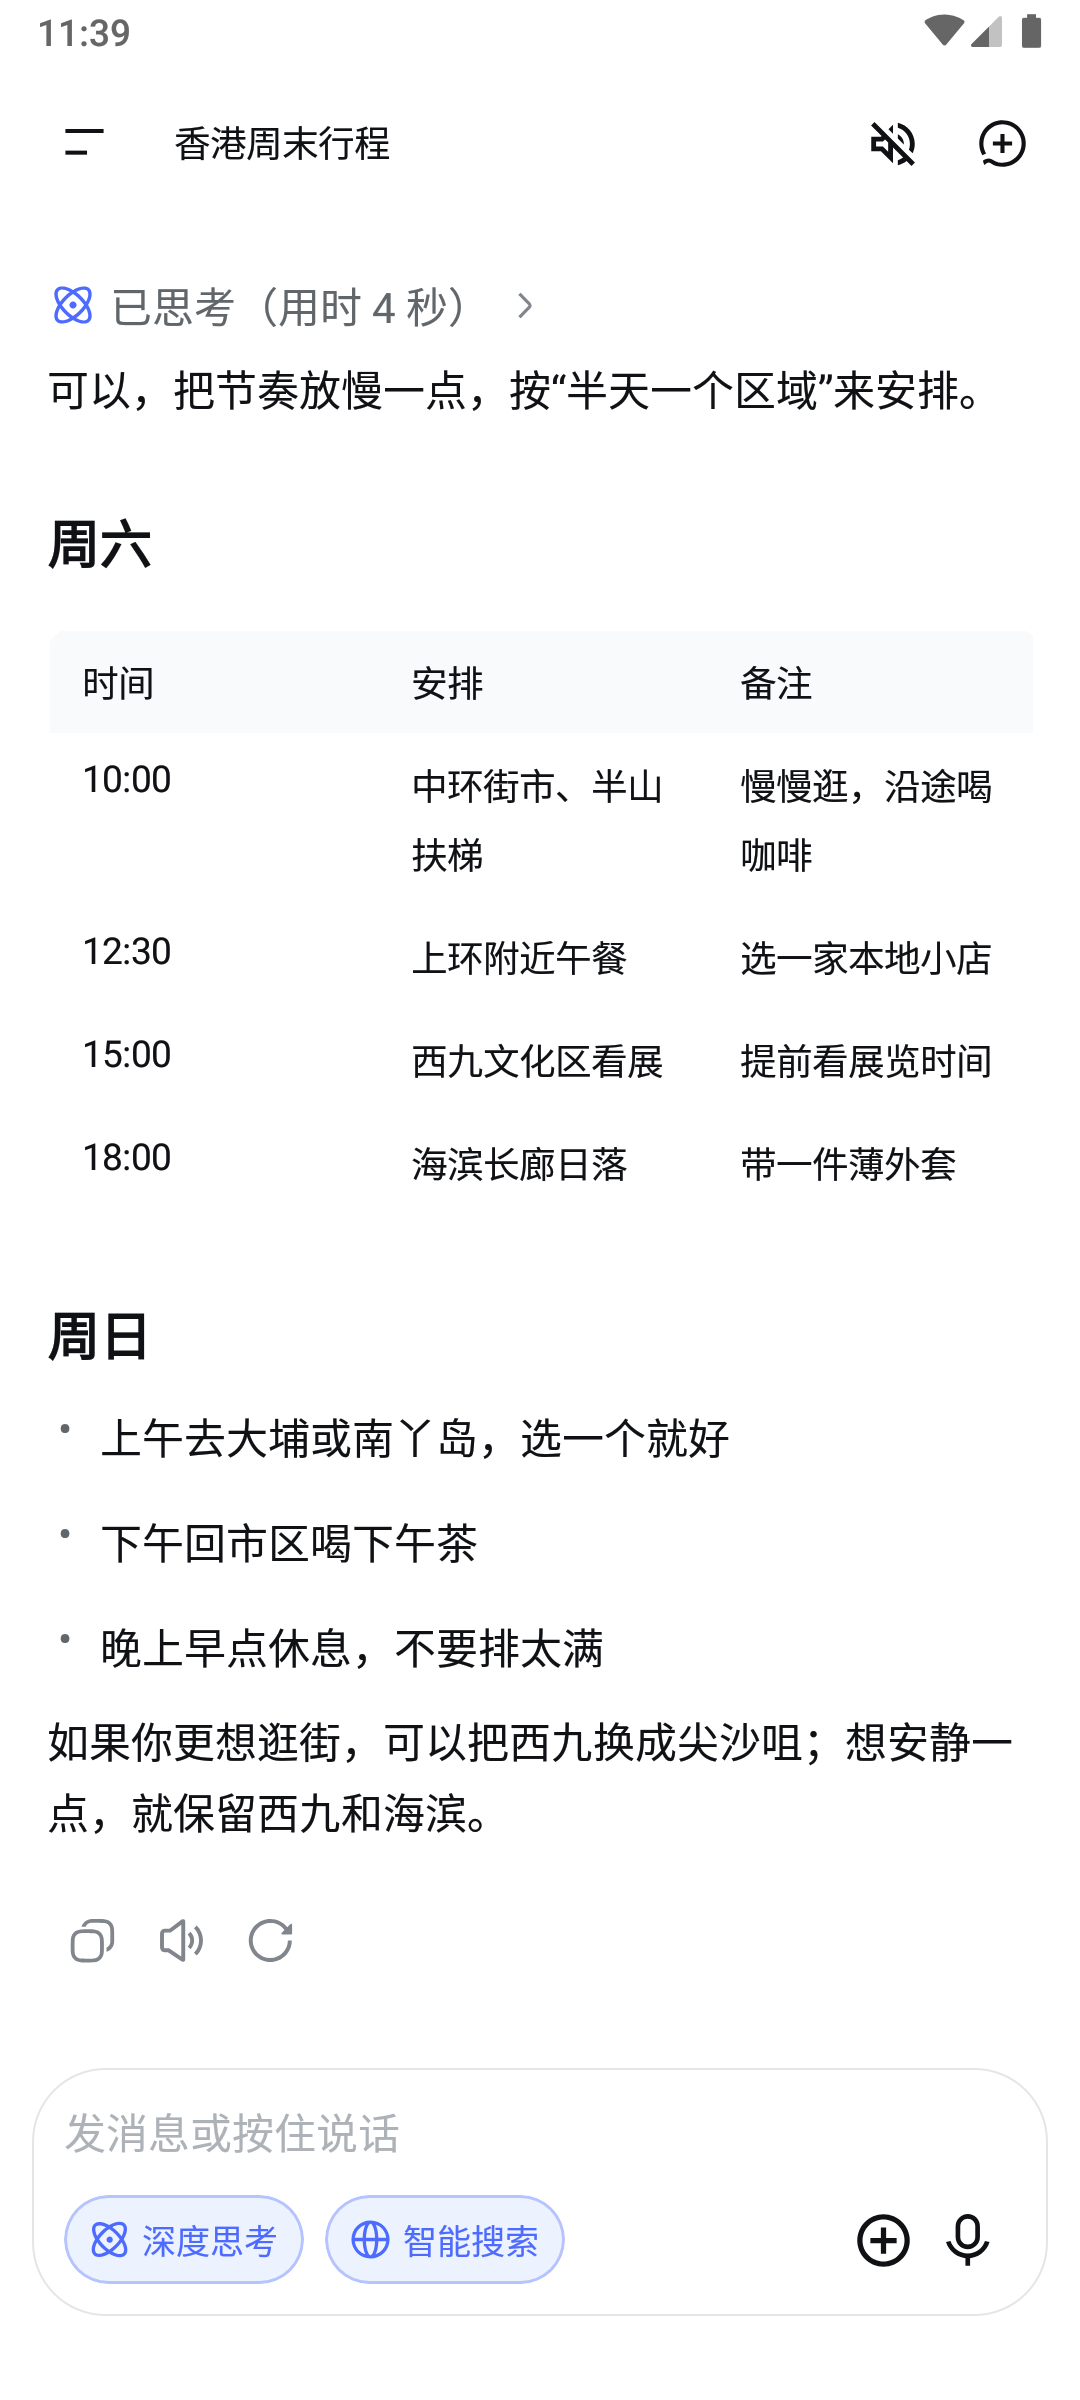 11:39
香港周末行程
已思考（用时 4 秒）
可以，把节奏放慢一点，按“半天一个区域”来安排。
周六
时间 安排 备注
10:00 中环街市、半山 慢慢逛，沿途喝
扶梯 咖啡
12:30 上环附近午餐 选一家本地小店
15:00 西九文化区看展 提前看展览时间
18:00 海滨长廊日落 带一件薄外套
周日
• 上午去大埔或南丫岛，选一个就好
• 下午回市区喝下午茶
• 晚上早点休息，不要排太满
如果你更想逛街，可以把西九换成尖沙咀；想安静一
点，就保留西九和海滨。
发消息或按住说话
深度思考 智能搜索